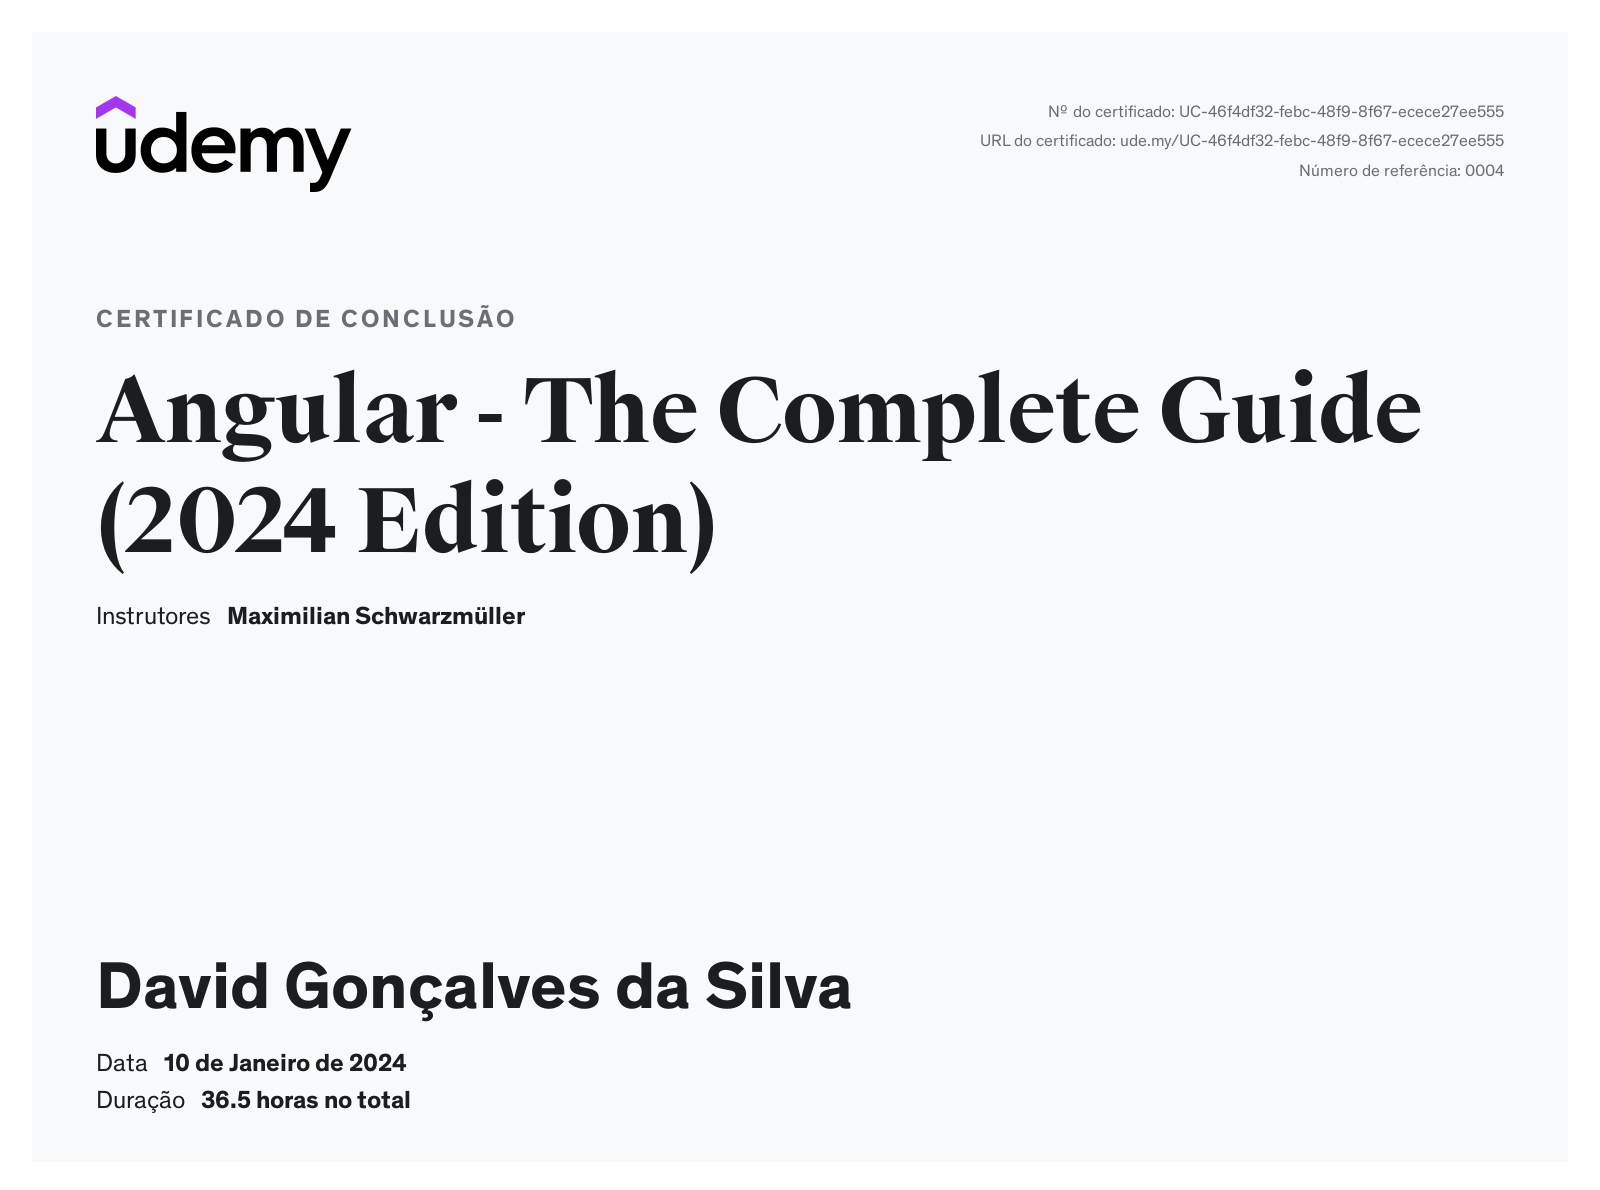 udemy
Nº do certificado: UC-46f4df32-febc-48f9-8f67-ecece27ee555
URL do certificado: ude.my/UC-46f4df32-febc-48f9-8f67-ecece27ee555
Número de referência: 0004
CERTIFICADO DE CONCLUSÃO
Angular - The Complete Guide
(2024 Edition)
Instrutores Maximilian Schwarzmüller
David Gonçalves da Silva
Data 10 de Janeiro de 2024
Duração 36.5 horas no total